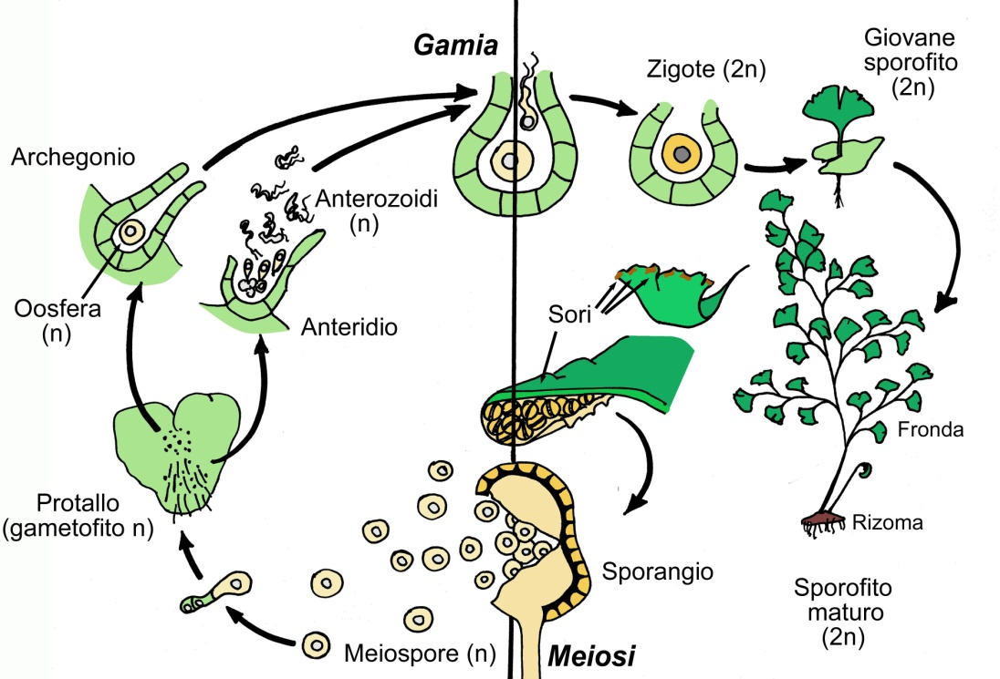 Gamia
Giovane
sporofito
(2n)
Zigote (2n)
Archegonio
Anterozoidi
(n)
Oosfera
(n)
Anteridio
Sori
Fronda
Protallo
(gametofito n)
Rizoma
Sporangio
Sporofito
maturo
(2n)
Meiospore (n)
Meiosi